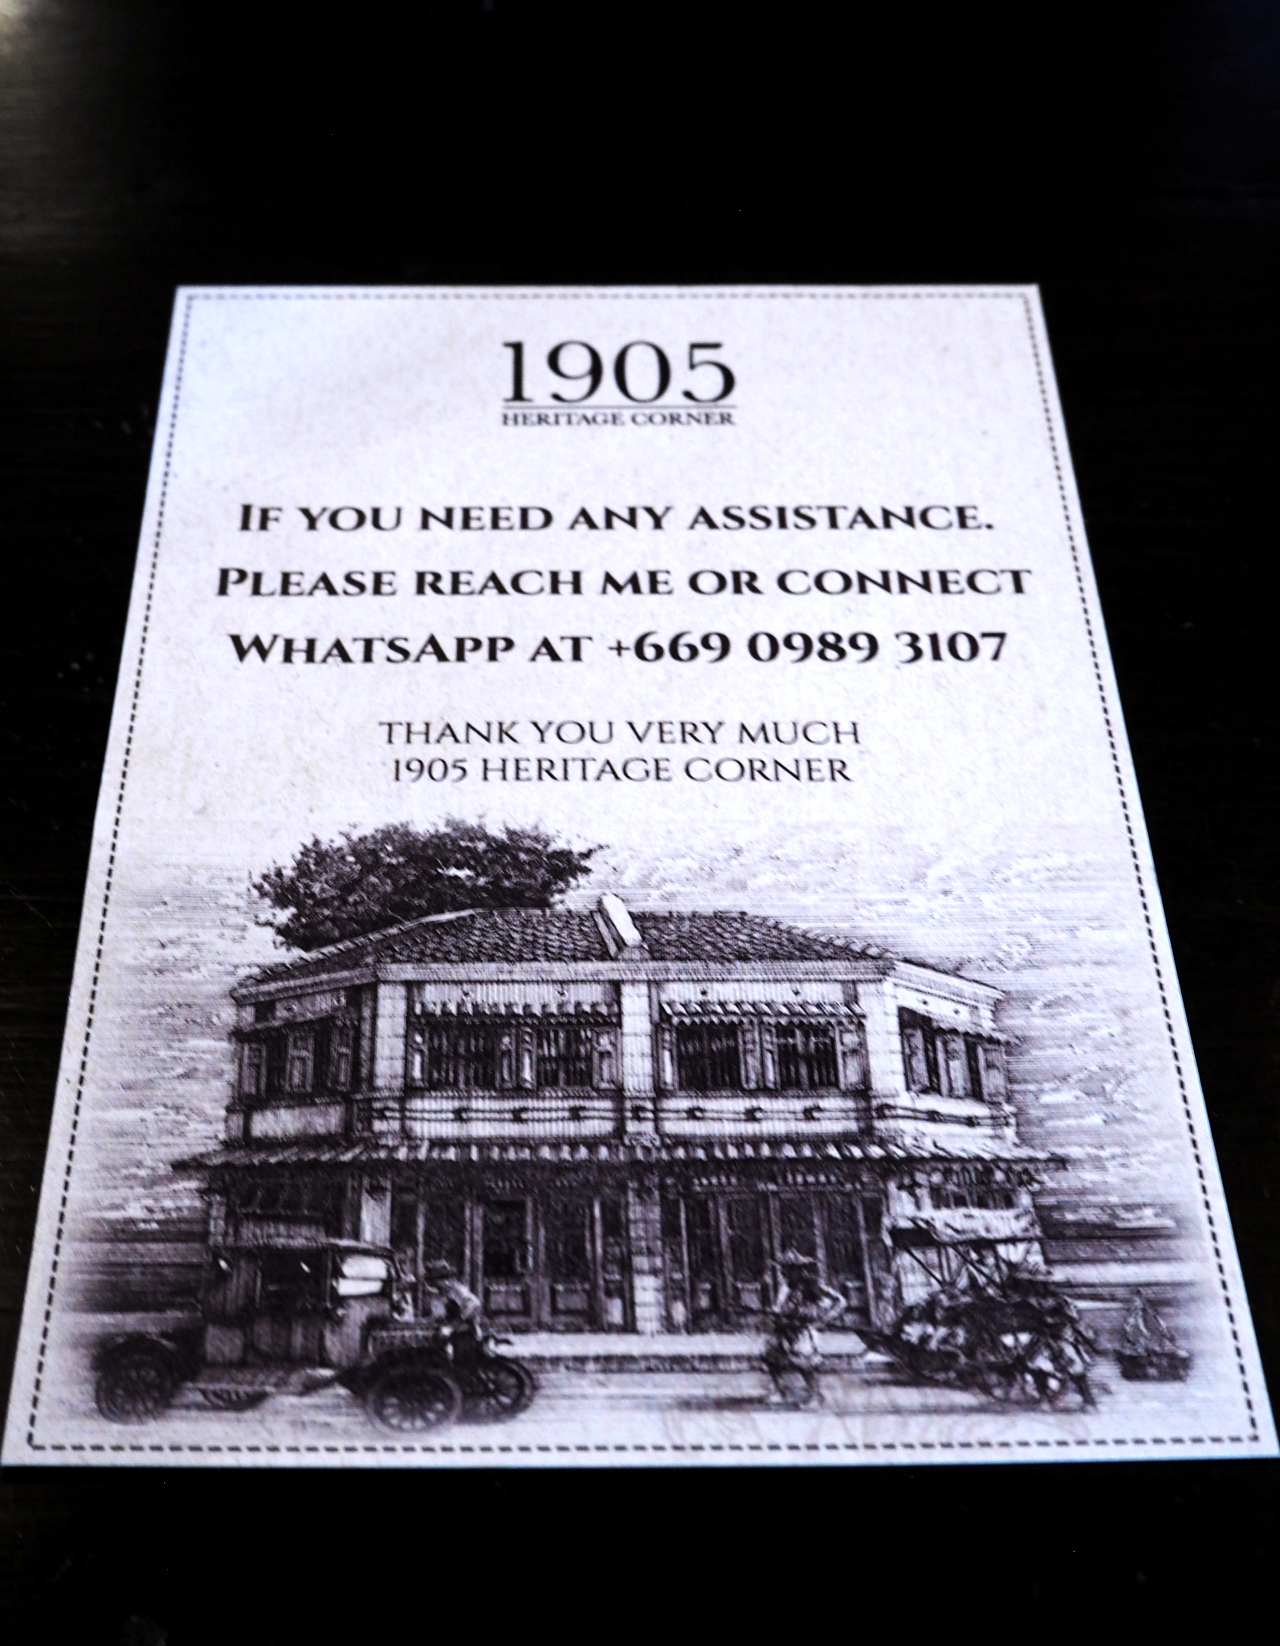 1905
HERITAGE CORNER
IF YOU NEED ANY ASSISTANCE.
PLEASE REACH ME OR CONNECT
WHATSAPP AT +669 0989 3107
THANK YOU VERY MUCH
1905 HERITAGE CORNER